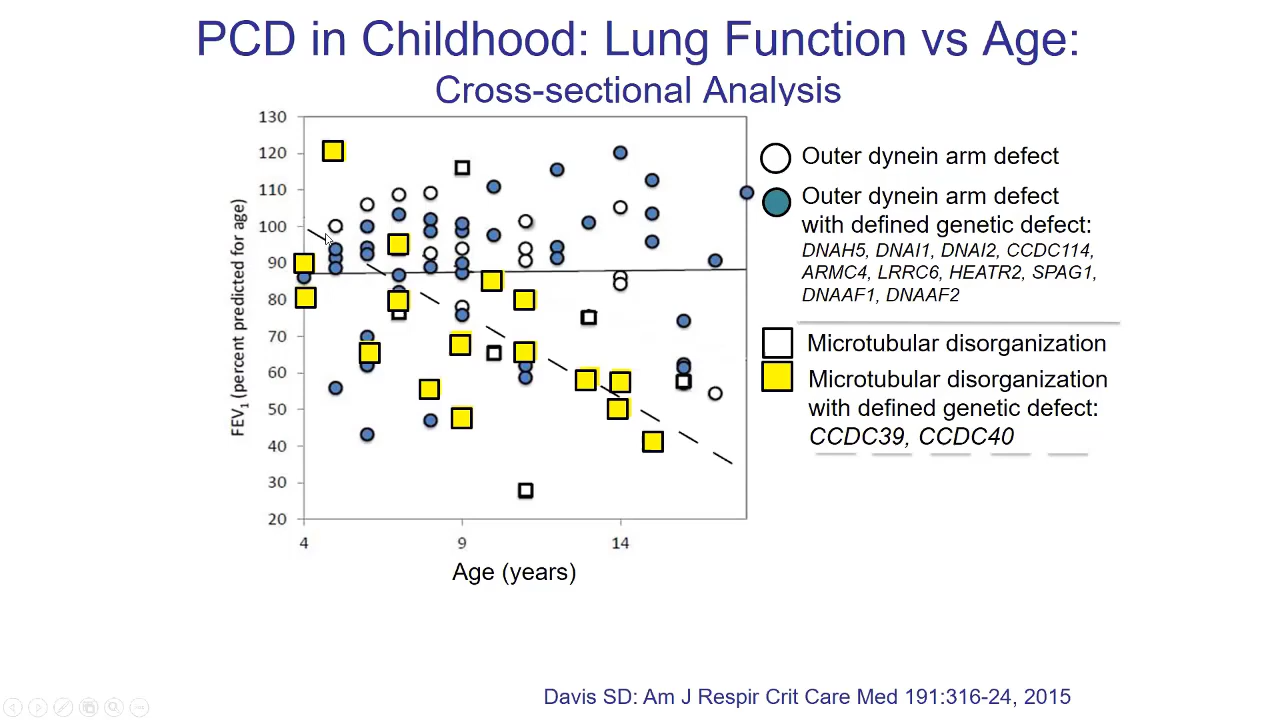 PCD in Childhood: Lung Function vs Age:
Cross-sectional Analysis
FEV1 (percent predicted for age)
130
120
110
100
90
80
70
60
50
40
30
20
4
9
14
Age (years)
Outer dynein arm defect
Outer dynein arm defect
with defined genetic defect:
DNAH5, DNAI1, DNAI2, CCDC114,
ARMC4, LRRC6, HEATR2, SPAG1,
DNAAF1, DNAAF2
Microtubular disorganization
Microtubular disorganization
with defined genetic defect:
CCDC39, CCDC40
Davis SD: Am J Respir Crit Care Med 191:316-24, 2015